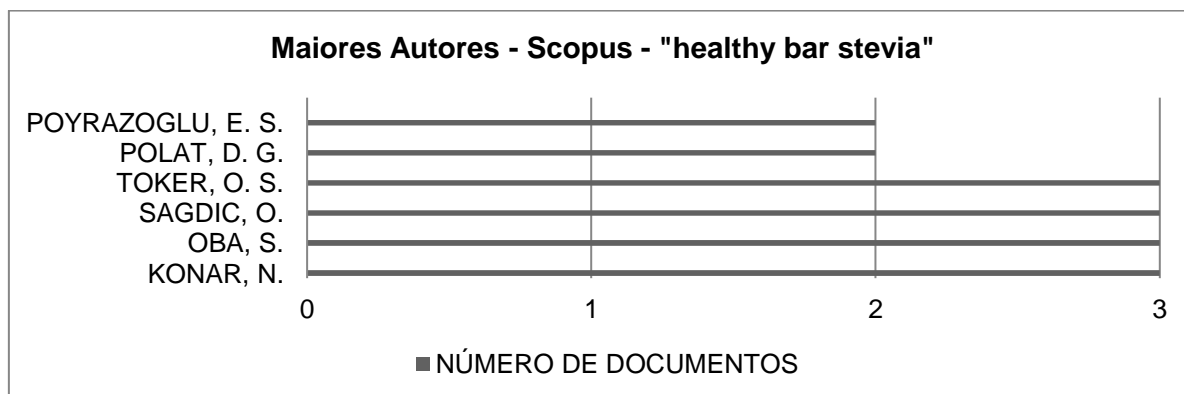 Maiores Autores - Scopus - "healthy bar stevia"
POYRAZOGLU, E. S.
POLAT, D. G.
TOKER, O. S.
SAGDIC, O.
OBA, S.
KONAR, N.
0 1 2 3
NÚMERO DE DOCUMENTOS